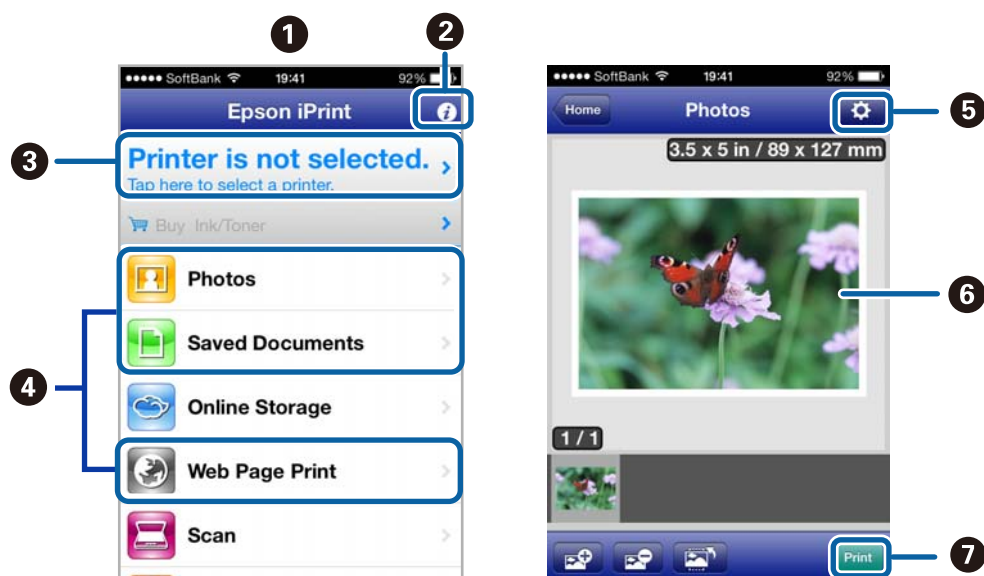 1
2
SoftBank 19:41 92%
Epson iPrint
3
Printer is not selected.
Tap here to select a printer.
Buy Ink/Toner
Photos
Saved Documents
4
Online Storage
Web Page Print
Scan
SoftBank 19:41 92%
Home Photos
5
3.5 x 5 in / 89 x 127 mm
6
1 / 1
Print
7